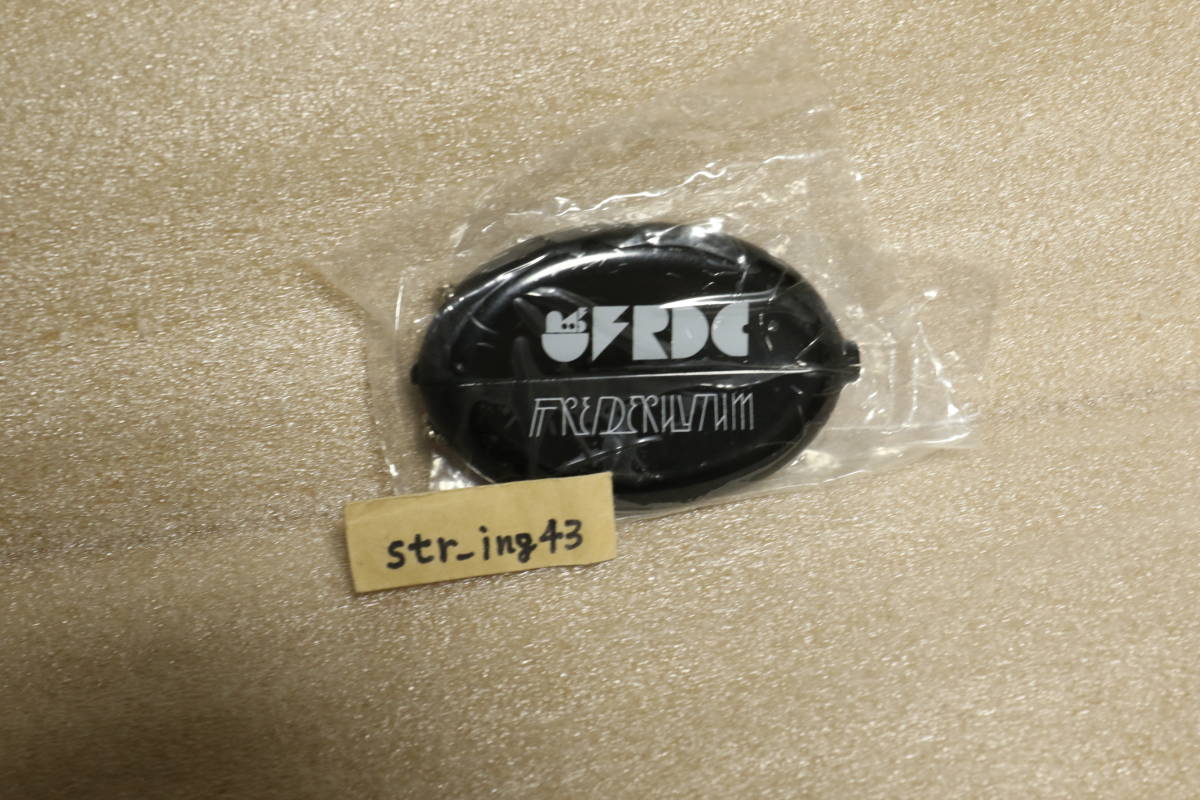 FRDC
FREDERHYTHM
str_ing43